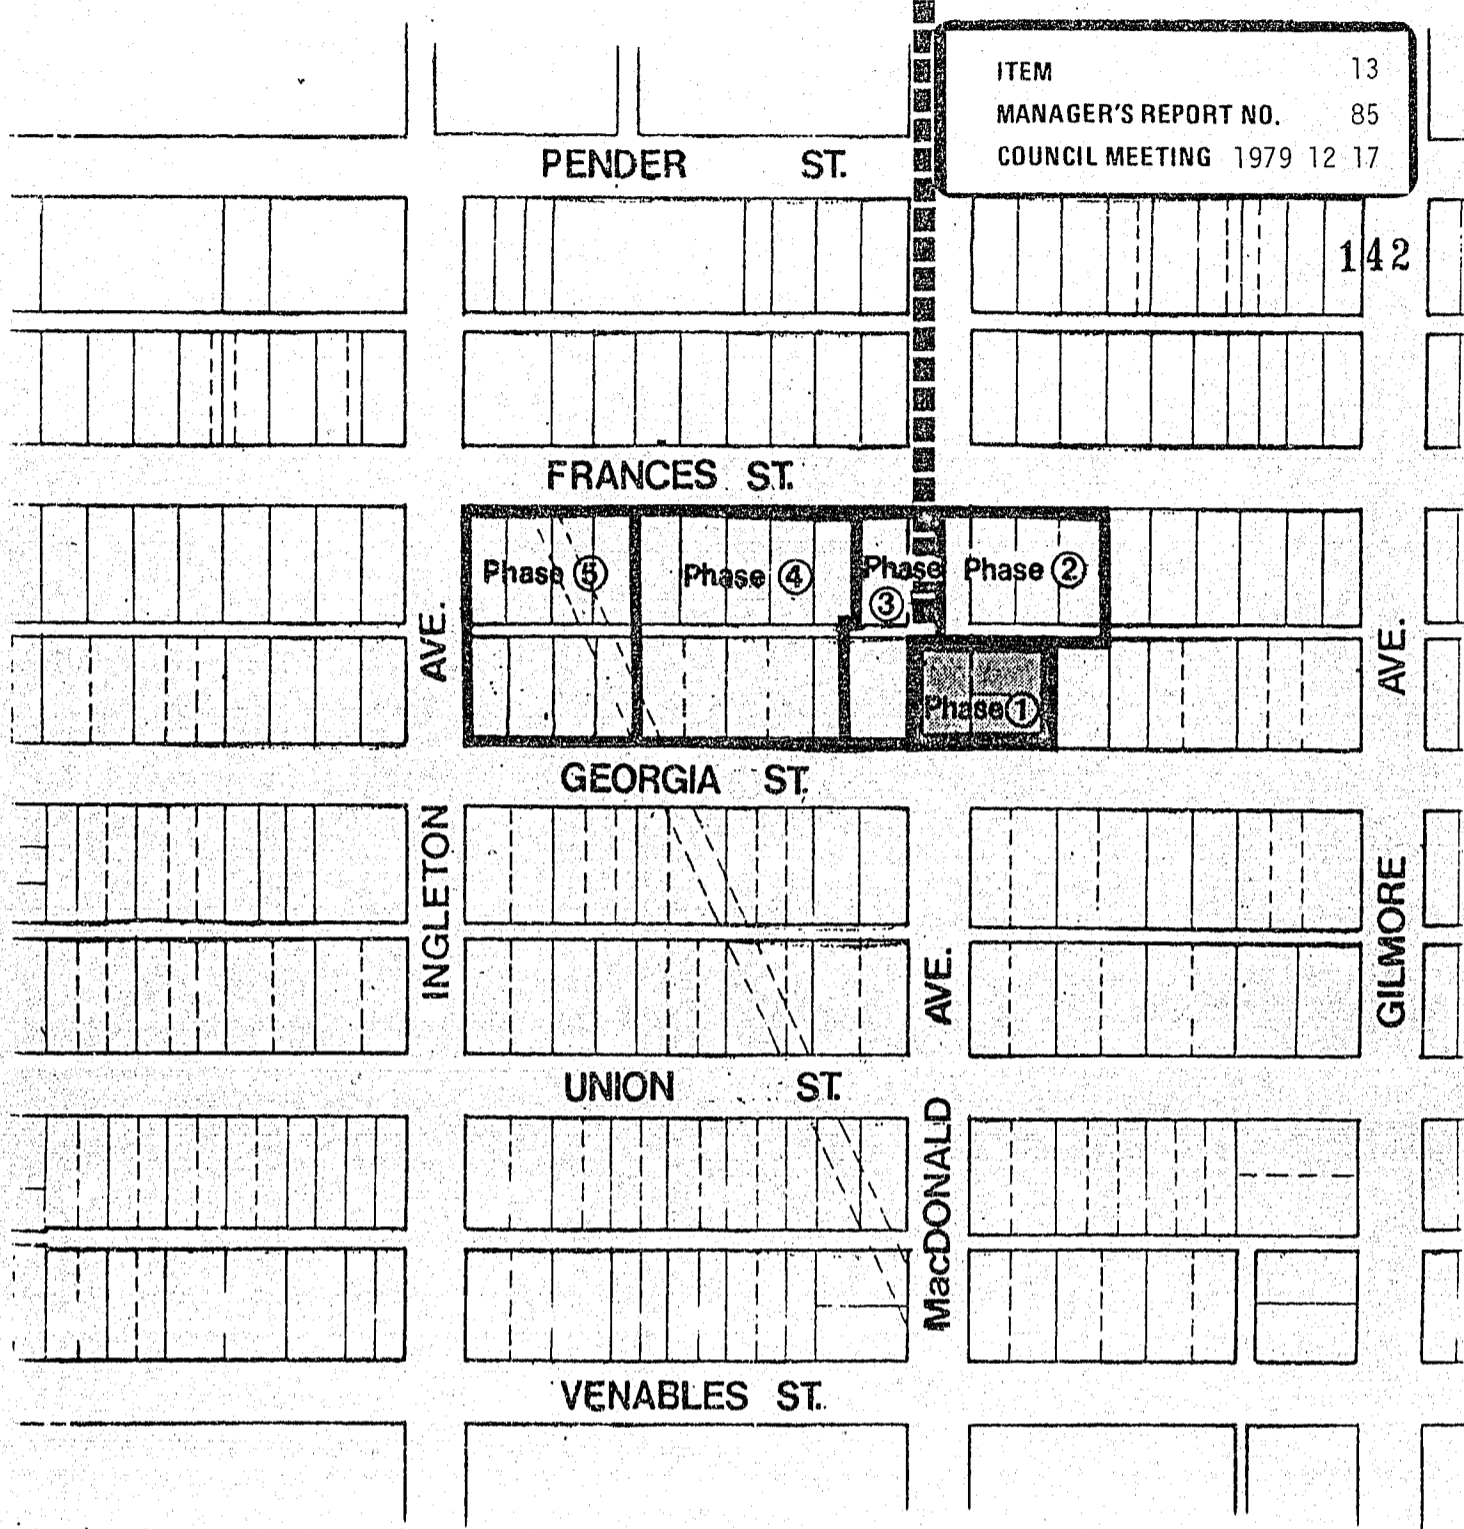 ITEM 13
MANAGER'S REPORT NO. 85
COUNCIL MEETING 1979 12 17
PENDER ST.
142
FRANCES ST.
Phase ⑤
Phase ④
Phase
③
Phase ②
Phase ①
GEORGIA ST.
INGLETON AVE.
MacDONALD AVE.
GILMORE AVE.
UNION ST.
VENABLES ST.